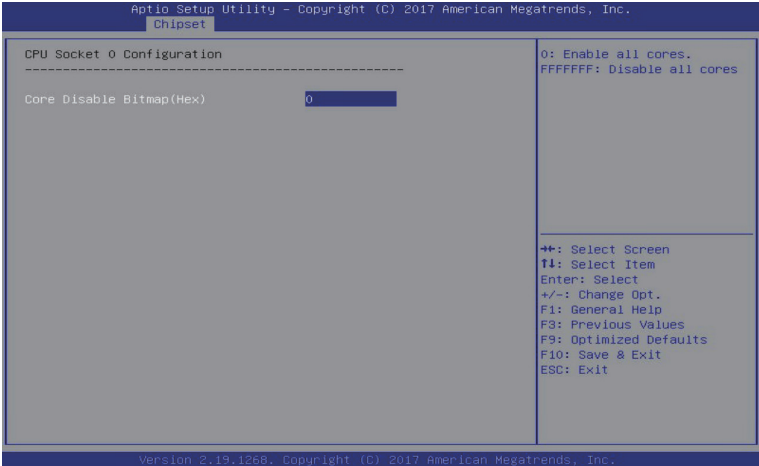 Aptio Setup Utility – Copyright (C) 2017 American Megatrends, Inc.
Chipset
CPU Socket 0 Configuration
--------------------------------------------------
Core Disable Bitmap(Hex) 0
0: Enable all cores.
FFFFFFF: Disable all cores
→←: Select Screen
↑↓: Select Item
Enter: Select
+/-: Change Opt.
F1: General Help
F3: Previous Values
F9: Optimized Defaults
F10: Save & Exit
ESC: Exit
Version 2.19.1268. Copyright (C) 2017 American Megatrends, Inc.